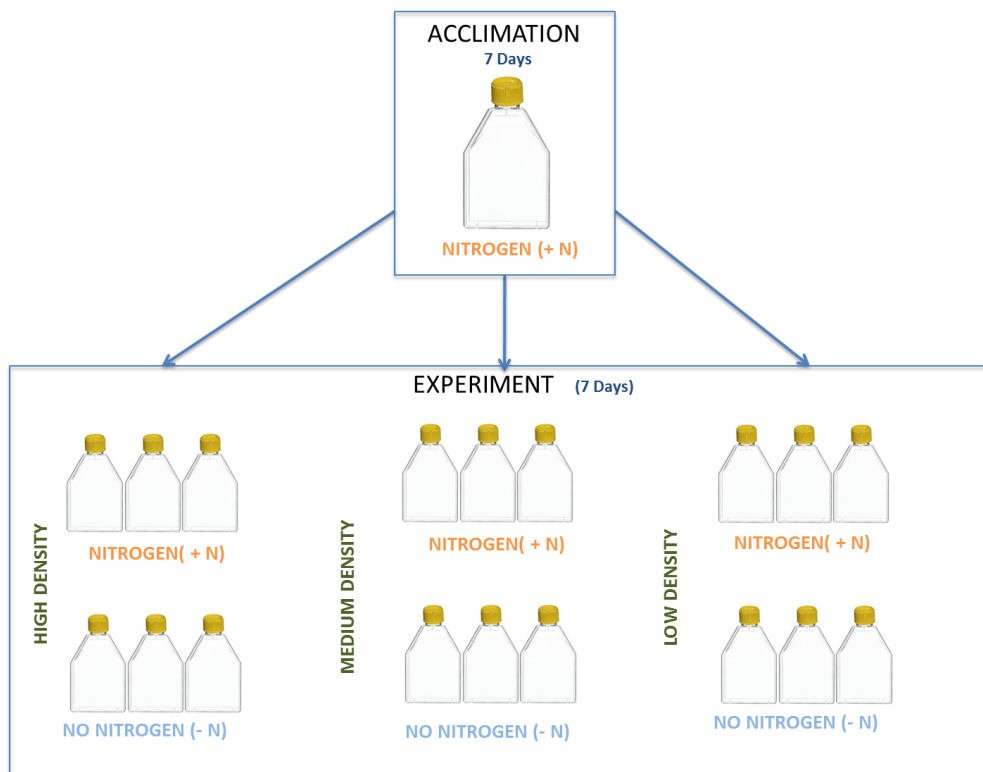 ACCLIMATION
7 Days
NITROGEN (+ N)
EXPERIMENT (7 Days)
HIGH DENSITY
NITROGEN( + N)
NO NITROGEN (- N)
MEDIUM DENSITY
NITROGEN( + N)
NO NITROGEN (- N)
LOW DENSITY
NITROGEN( + N)
NO NITROGEN (- N)